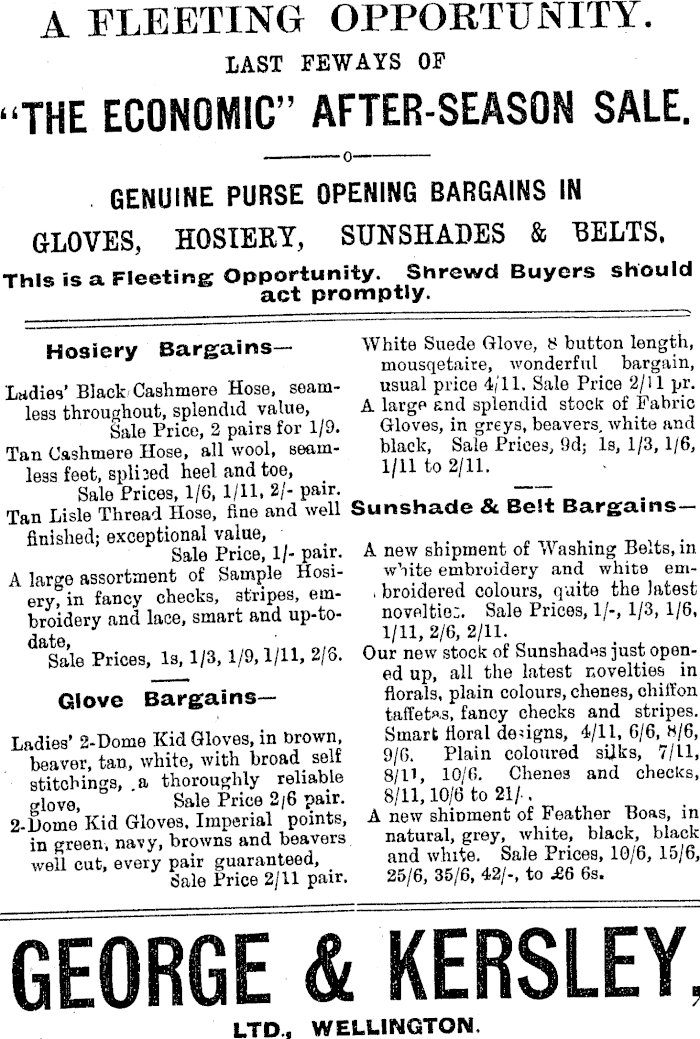 A FLEETING OPPORTUNITY.
LAST FEWAYS OF
"THE ECONOMIC" AFTER-SEASON SALE.
GENUINE PURSE OPENING BARGAINS IN
GLOVES, HOSIERY, SUNSHADES & BELTS.
This is a Fleeting Opportunity. Shrewd Buyers should
act promptly.
Hosiery Bargains—
Ladies' Black Cashmere Hose, seam-
less throughout, splendid value,
Sale Price, 2 pairs for 1/9.
Tan Cashmere Hose, all wool, seam-
less feet, spliced heel and toe,
Sale Prices, 1/6, 1/11, 2/- pair.
Tan Lisle Thread Hose, fine and well
finished; exceptional value,
Sale Price, 1/- pair.
A large assortment of Sample Hosi-
ery, in fancy checks, stripes, em-
broidery and lace, smart and up-to-
date,
Sale Prices, 1s, 1/3, 1/9, 1/11, 2/6.
Glove Bargains—
Ladies' 2-Dome Kid Gloves, in brown,
beaver, tan, white, with broad self
stitchings, a thoroughly reliable
glove, Sale Price 2/6 pair.
2-Dome Kid Gloves, Imperial points,
in green, navy, browns and beavers
well cut, every pair guaranteed,
Sale Price 2/11 pair.
White Suede Glove, 8 button length,
mousqetaire, wonderful bargain,
usual price 4/11. Sale Price 2/11 pr.
A large and splendid stock of Fabric
Gloves, in greys, beavers, white and
black, Sale Prices, 9d; 1s, 1/3, 1/6,
1/11 to 2/11.
Sunshade & Belt Bargains—
A new shipment of Washing Belts, in
white embroidery and white em-
broidered colours, quite the latest
novelties. Sale Prices, 1/-, 1/3, 1/6,
1/11, 2/6, 2/11.
Our new stock of Sunshades just open-
ed up, all the latest novelties in
florals, plain colours, chenes, chiffon
taffetas, fancy checks and stripes.
Smart floral designs, 4/11, 6/6, 8/6,
9/6. Plain coloured silks, 7/11,
8/11, 10/6. Chenes and checks,
8/11, 10/6 to 21/-.
A new shipment of Feather Boas, in
natural, grey, white, black, black
and white. Sale Prices, 10/6, 15/6,
25/6, 35/6, 42/-, to £6 6s.
GEORGE & KERSLEY,
LTD., WELLINGTON.